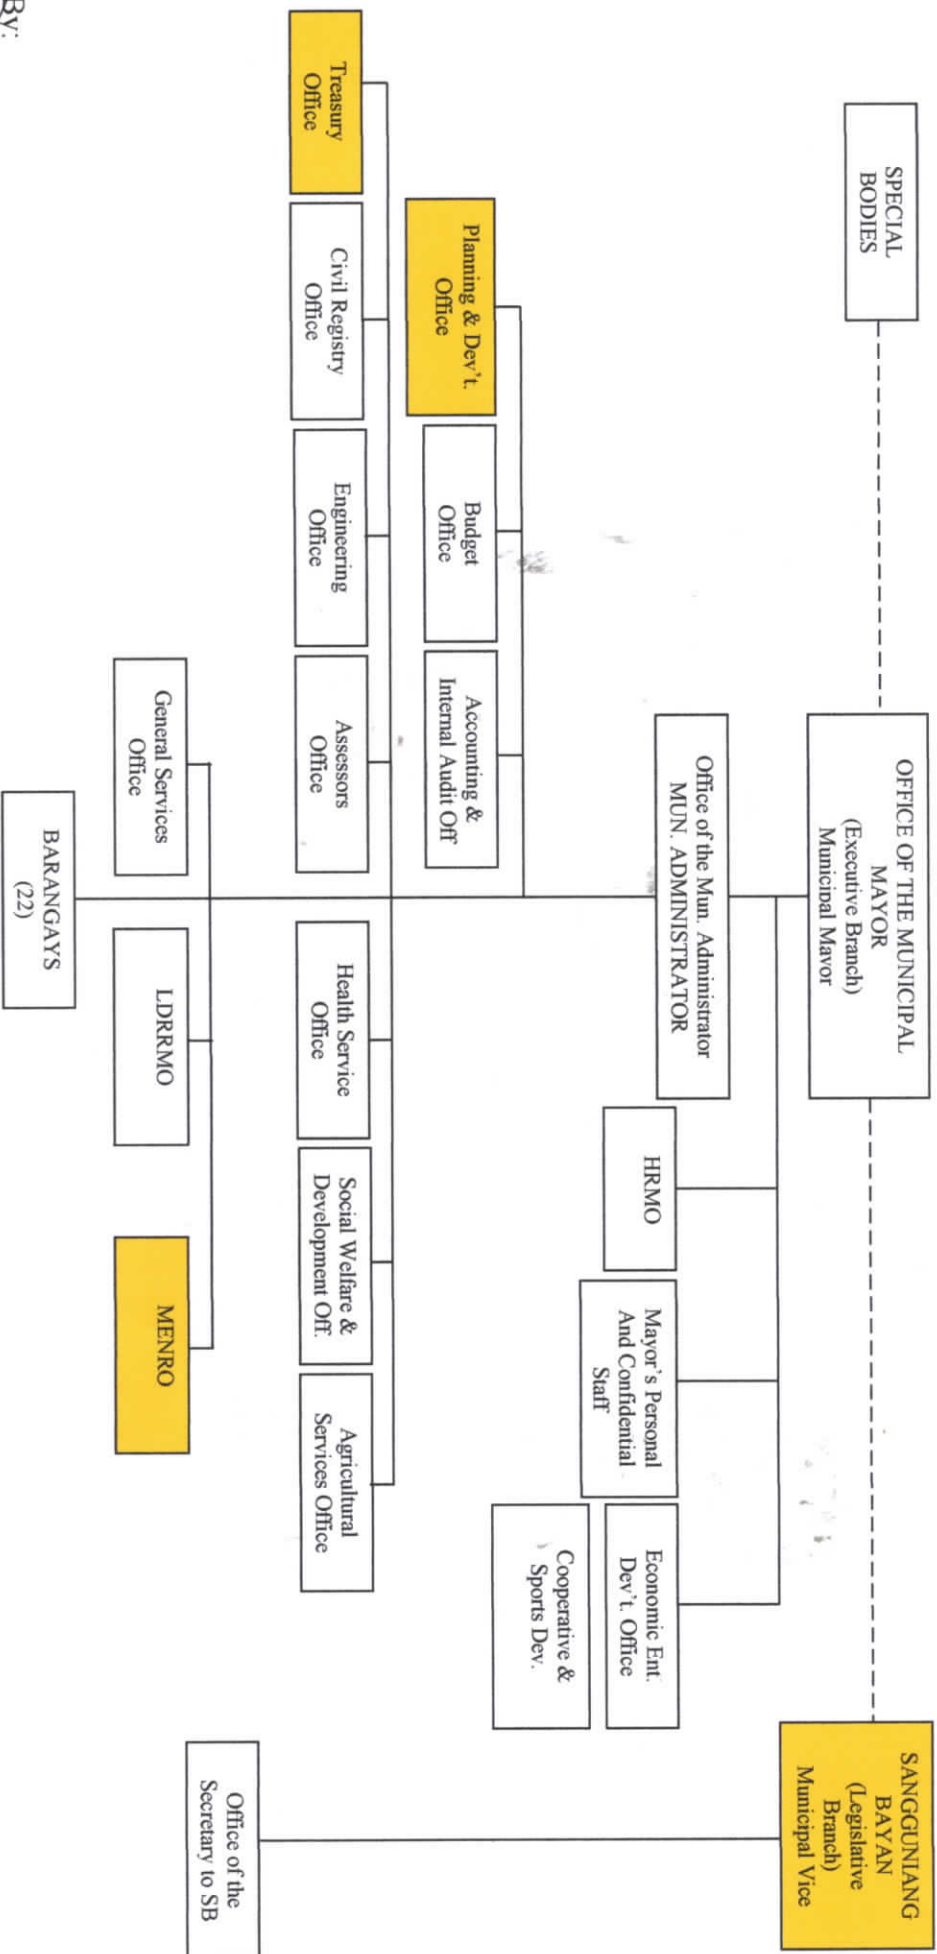 SPECIAL
BODIES
OFFICE OF THE MUNICIPAL
MAYOR
(Executive Branch)
Municipal Mayor
SANGGUNIANG
BAYAN
(Legislative
Branch)
Municipal Vice
Office of the Mun. Administrator
MUN. ADMINISTRATOR
HRMO
Mayor's Personal
And Confidential
Staff
Economic Ent.
Dev't. Office
Cooperative &
Sports Dev.
Planning & Dev't.
Office
Budget
Office
Accounting &
Internal Audit Off
Treasury
Office
Civil Registry
Office
Engineering
Office
Assessors
Office
Health Service
Office
Social Welfare &
Development Off.
Agricultural
Services Office
Office of the
Secretary to SB
General Services
Office
LDRRMO
MENRO
BARANGAYS
(22)
By: